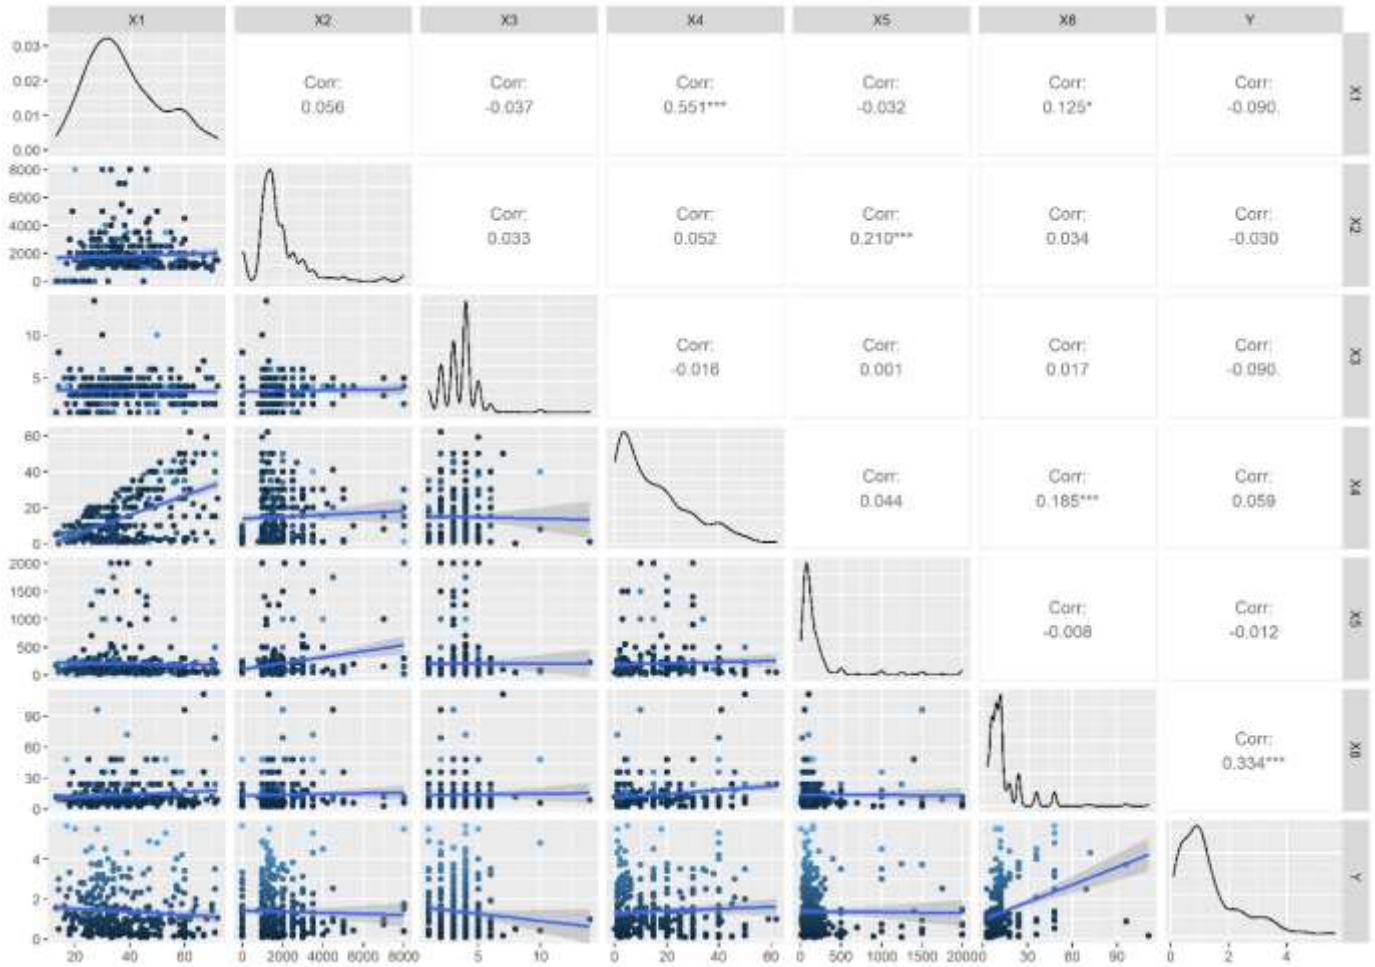 X1 X2 X3 X4 X5 X6 Y
0.03
0.02
0.01
0.00
Corr: 0.056
Corr: -0.037
Corr: 0.551***
Corr: -0.032
Corr: 0.125*
Corr: -0.090.
X1
8000
6000
4000
2000
0
Corr: 0.033
Corr: 0.052
Corr: 0.210***
Corr: 0.034
Corr: -0.030
X2
10
5
Corr: -0.016
Corr: 0.001
Corr: 0.017
Corr: -0.090.
X3
60
40
20
0
Corr: 0.044
Corr: 0.185***
Corr: 0.059
X4
2000
1500
1000
500
0
Corr: -0.008
Corr: -0.012
X5
90
60
30
0
Corr: 0.334***
X6
4
2
0
Y
20 40 60
0 2000 4000 6000 8000
5 10
0 20 40 60
0 500 1000 1500 2000
0 30 60 90
0 2 4